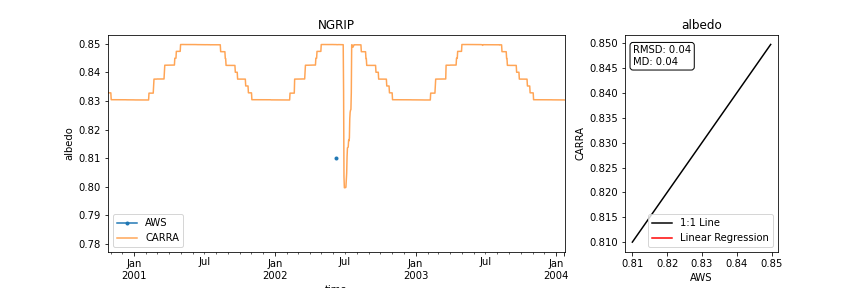 NGRIP
albedo
0.85
0.84
0.83
0.82
0.81
0.80
0.79
0.78
albedo
AWS
CARRA
Jan
2001
Jul
Jan
2002
Jul
Jan
2003
Jul
Jan
2004
time
0.850
0.845
0.840
0.835
0.830
0.825
0.820
0.815
0.810
CARRA
RMSD: 0.04
MD: 0.04
1:1 Line
Linear Regression
0.81 0.82 0.83 0.84 0.85
AWS